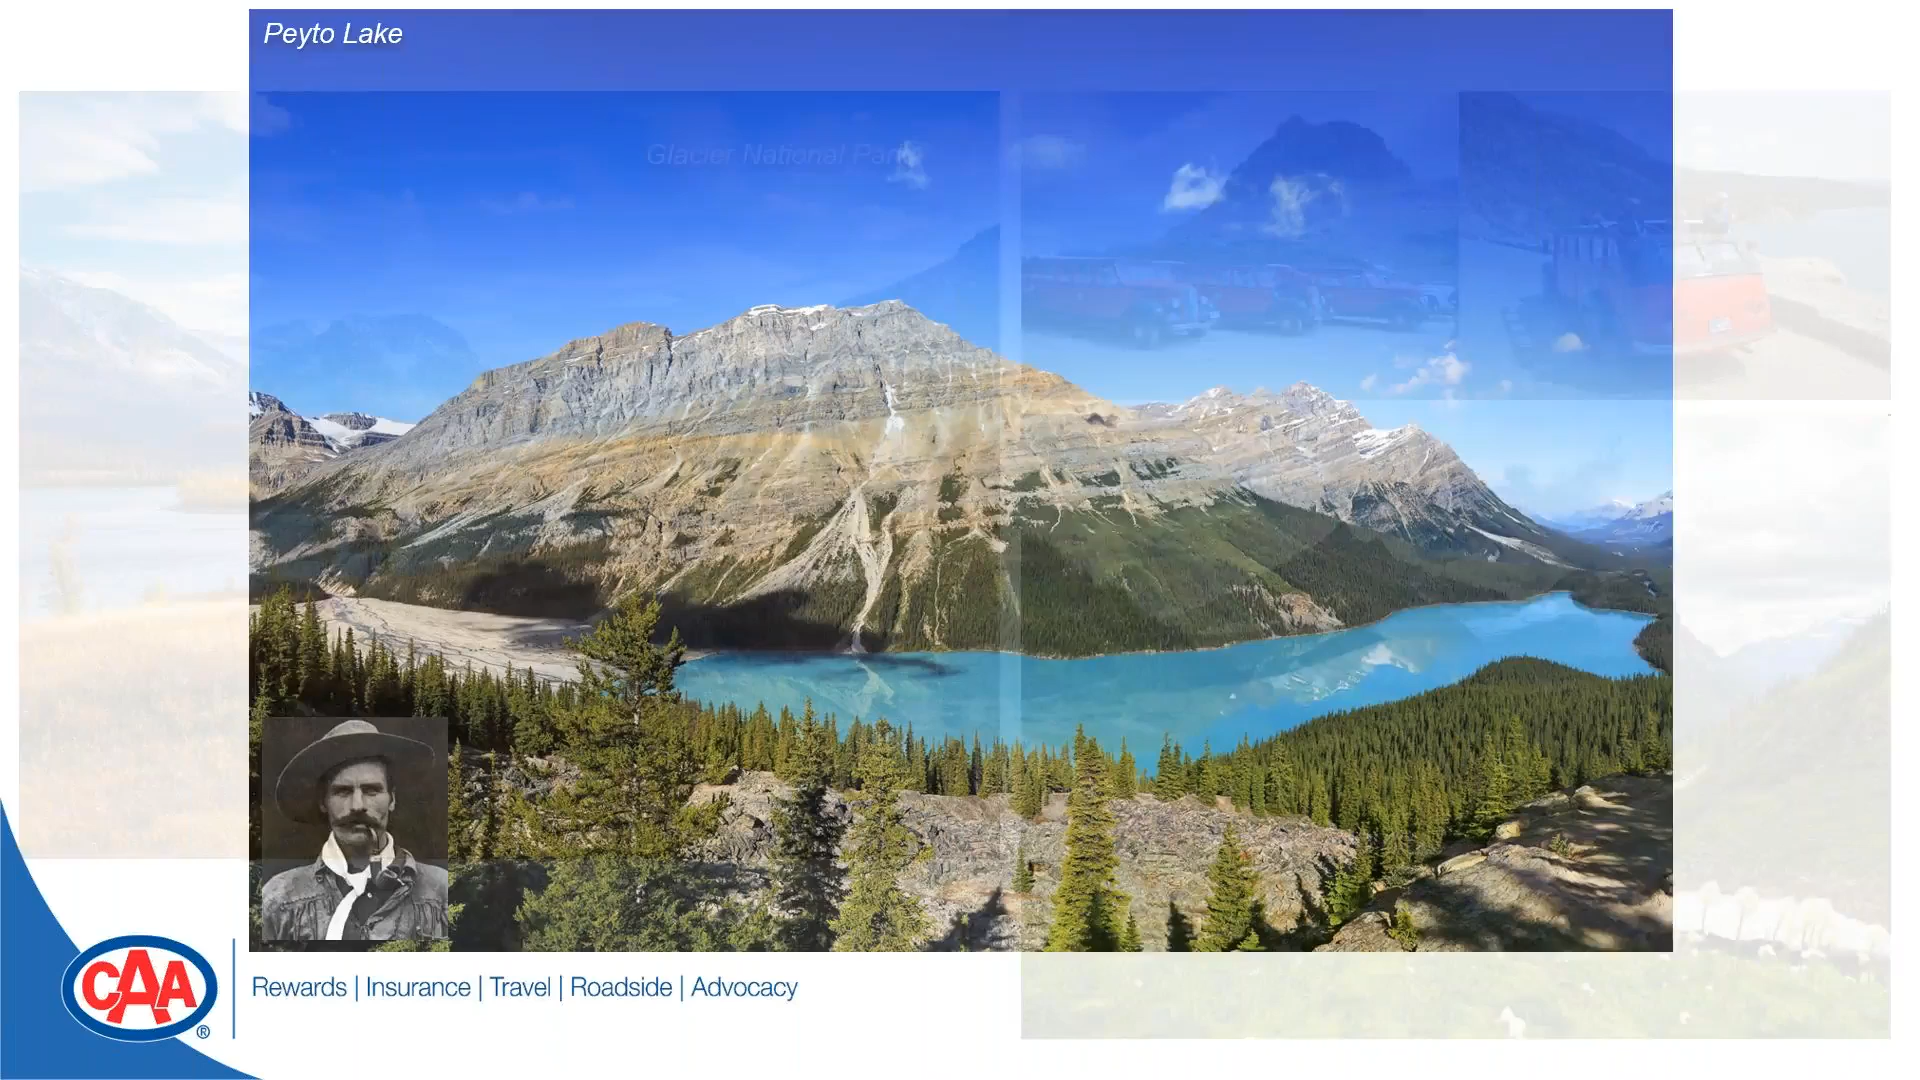 Peyto Lake
Glacier National Park
CAA
®
Rewards | Insurance | Travel | Roadside | Advocacy